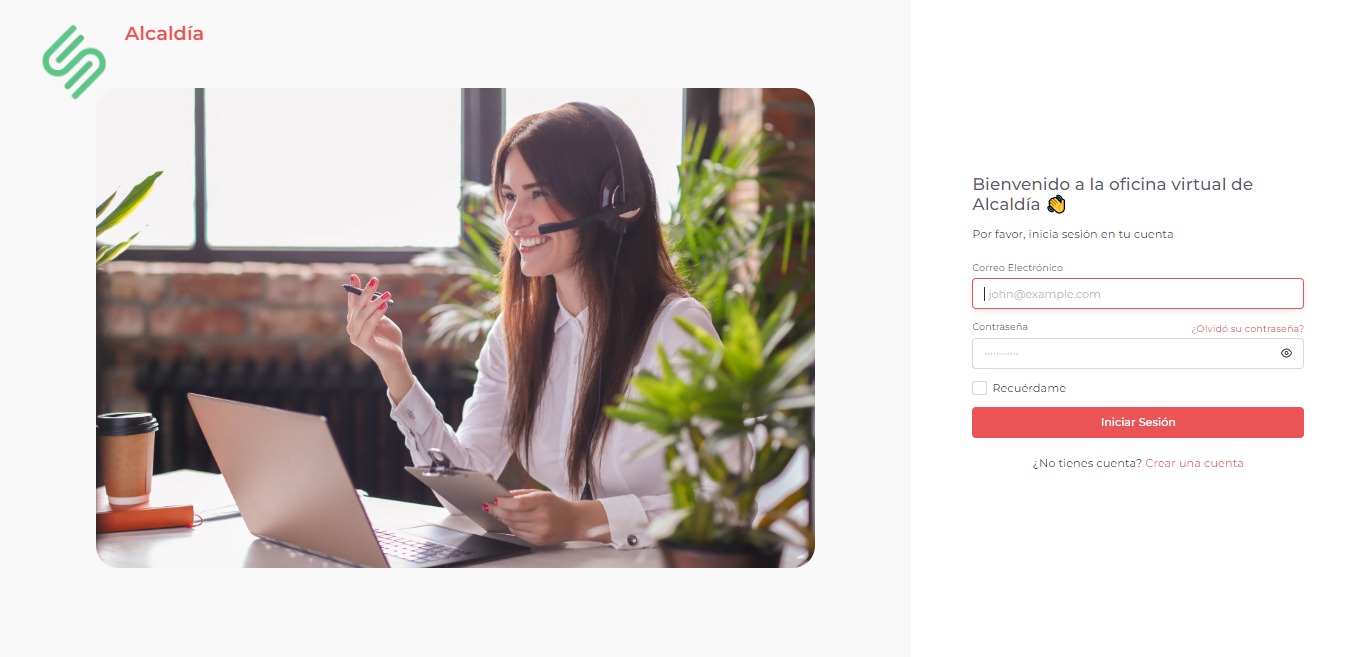 Alcaldía
Bienvenido a la oficina virtual de
Alcaldía 👋
Por favor, inicia sesión en tu cuenta
Correo Electrónico
john@example.com
Contraseña
¿Olvidó su contraseña?
············
Recuérdame
Iniciar Sesión
¿No tienes cuenta? Crear una cuenta